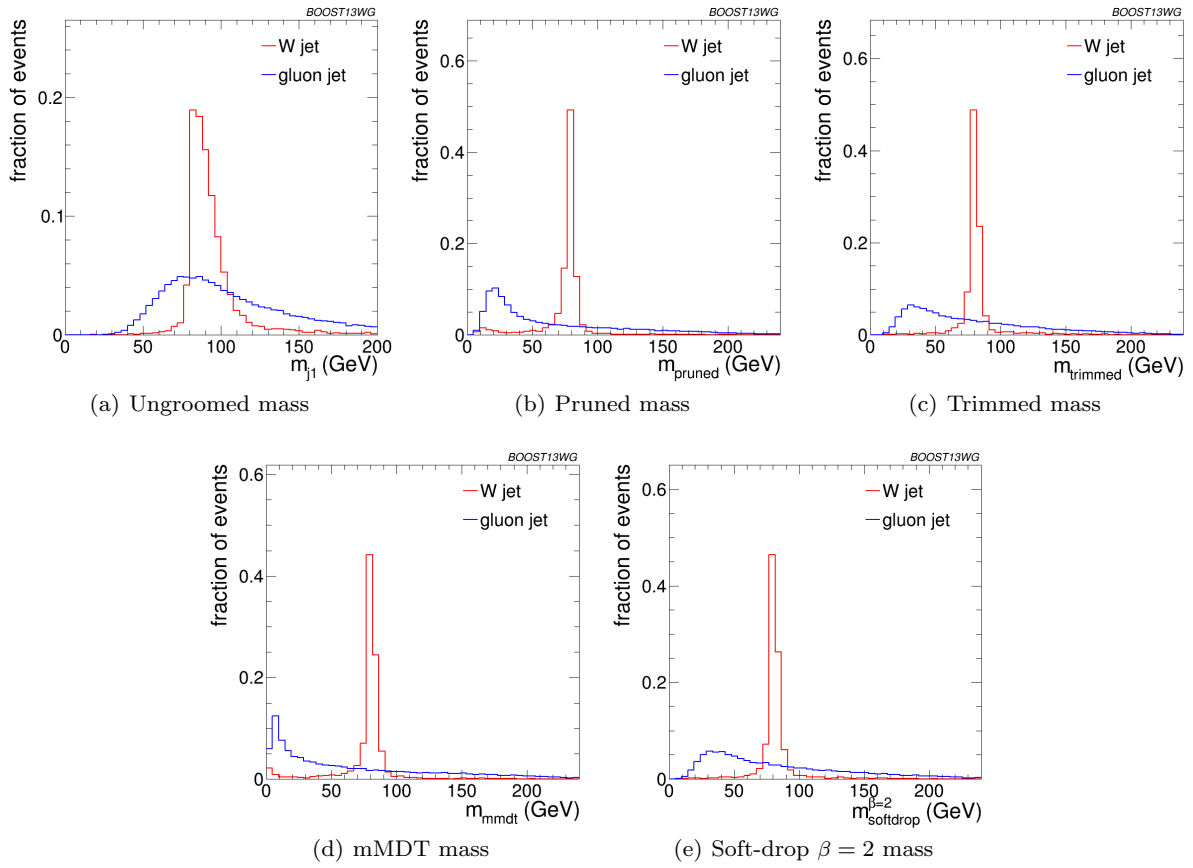 BOOST13WG
fraction of events
W jet
gluon jet
0.2
0.1
0
0 50 100 150 200
m_j1 (GeV)
(a) Ungroomed mass
BOOST13WG
fraction of events
W jet
gluon jet
0.6
0.4
0.2
0
0 50 100 150 200
m_pruned (GeV)
(b) Pruned mass
BOOST13WG
fraction of events
W jet
gluon jet
0.6
0.4
0.2
0
0 50 100 150 200
m_trimmed (GeV)
(c) Trimmed mass
BOOST13WG
fraction of events
W jet
gluon jet
0.6
0.4
0.2
0
0 50 100 150 200
m_mmdt (GeV)
(d) mMDT mass
BOOST13WG
fraction of events
W jet
gluon jet
0.6
0.4
0.2
0
0 50 100 150 200
m^β=2_softdrop (GeV)
(e) Soft-drop β = 2 mass